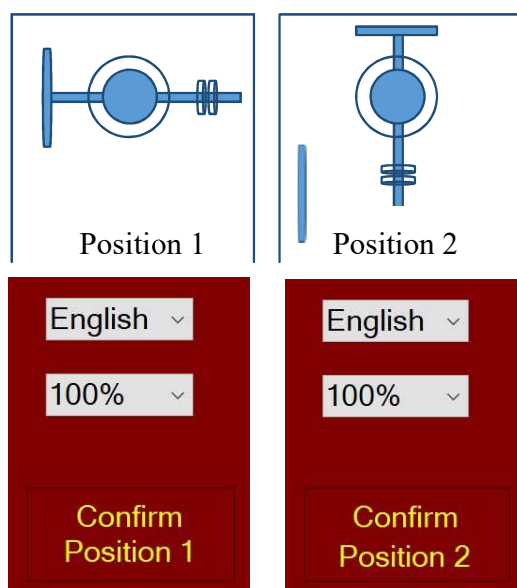 Position 1
Position 2
English
100%
Confirm
Position 1
English
100%
Confirm
Position 2